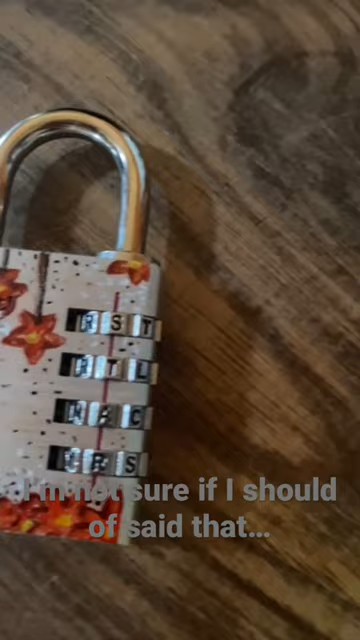 R S T
R T L
N A C
W R S
I'm not sure if I should
of said that...